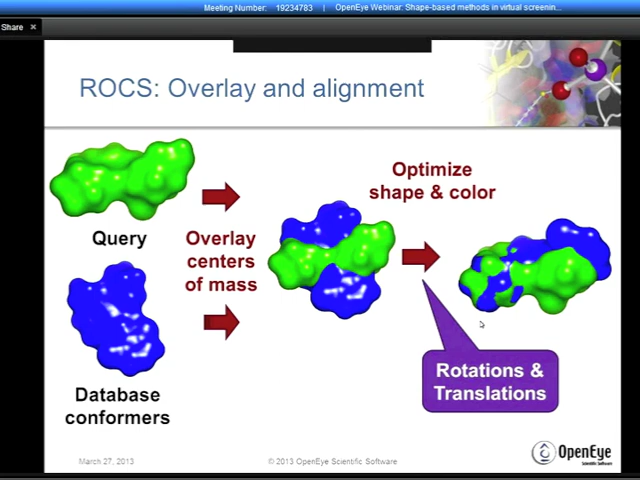 Meeting Number: 19234783 | OpenEye Webinar: Shape-based methods in virtual screenin...
Share ×
ROCS: Overlay and alignment
Optimize
shape & color
Query
Overlay
centers
of mass
Rotations &
Translations
Database
conformers
March 27, 2013
© 2013 OpenEye Scientific Software
OpenEye
Scientific Software